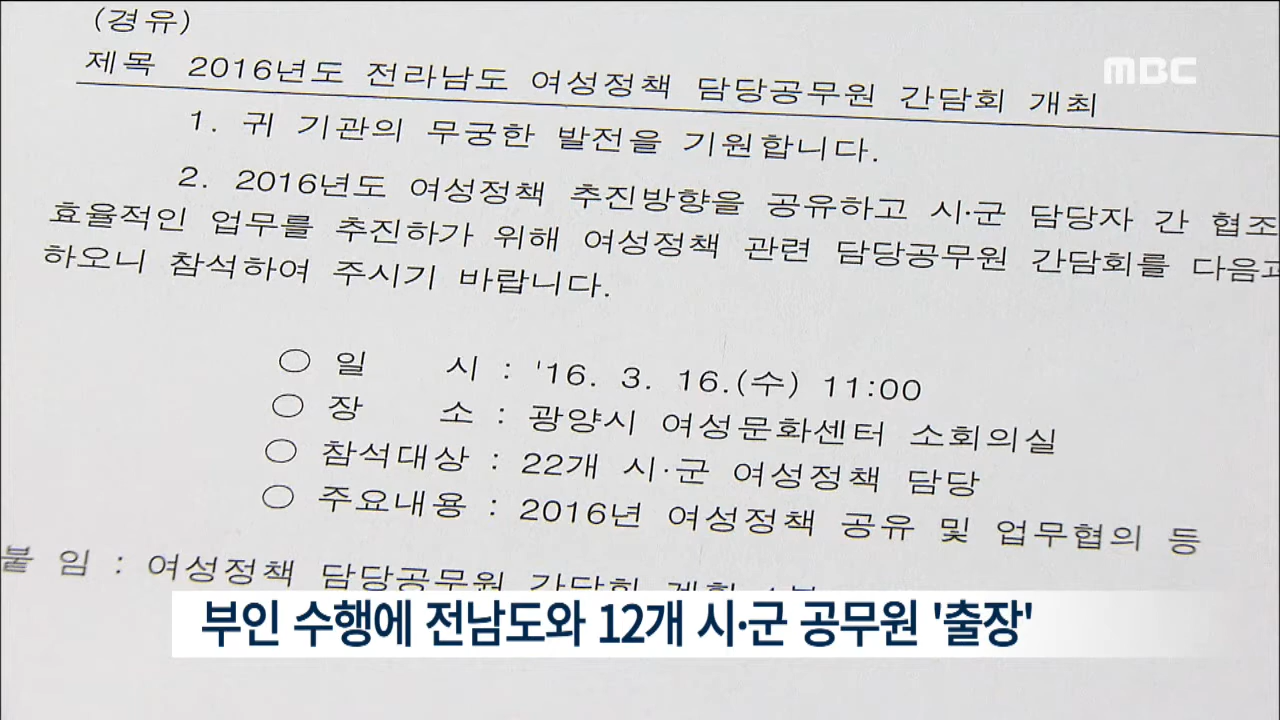 (경유)
제목 2016년도 전라남도 여성정책 담당공무원 간담회 개최
MBC
1. 귀 기관의 무궁한 발전을 기원합니다.
2. 2016년도 여성정책 추진방향을 공유하고 시·군 담당자 간 협조
효율적인 업무를 추진하가 위해 여성정책 관련 담당공무원 간담회를 다음과
하오니 참석하여 주시기 바랍니다.
○ 일 시 : '16. 3. 16.(수) 11:00
○ 장 소 : 광양시 여성문화센터 소회의실
○ 참석대상 : 22개 시·군 여성정책 담당
○ 주요내용 : 2016년 여성정책 공유 및 업무협의 등
붙 임 : 여성정책 담당공무원 간담회 계획
부인 수행에 전남도와 12개 시·군 공무원 '출장'